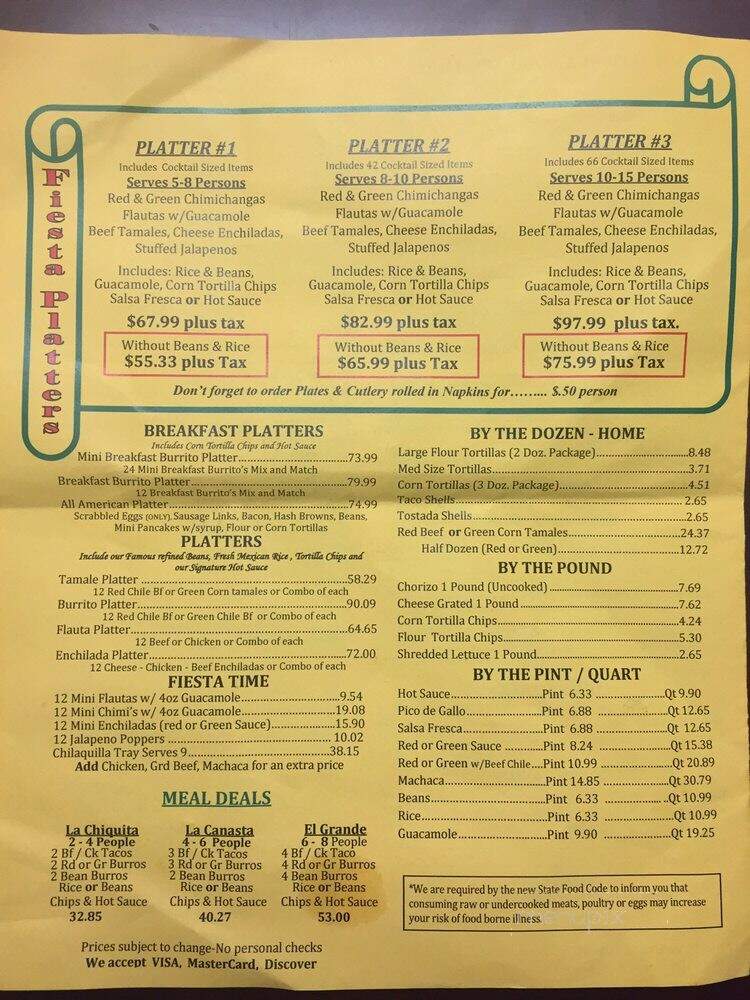 Fiesta Platters
PLATTER #1
Includes Cocktail Sized Items
Serves 5-8 Persons
Red & Green Chimichangas
Flautas w/Guacamole
Beef Tamales, Cheese Enchiladas,
Stuffed Jalapenos
Includes: Rice & Beans,
Guacamole, Corn Tortilla Chips
Salsa Fresca or Hot Sauce
$67.99 plus tax
Without Beans & Rice
$55.33 plus Tax
PLATTER #2
Includes 42 Cocktail Sized Items
Serves 8-10 Persons
Red & Green Chimichangas
Flautas w/Guacamole
Beef Tamales, Cheese Enchiladas,
Stuffed Jalapenos
Includes: Rice & Beans,
Guacamole, Corn Tortilla Chips
Salsa Fresca or Hot Sauce
$82.99 plus tax
Without Beans & Rice
$65.99 plus Tax
PLATTER #3
Includes 66 Cocktail Sized Items
Serves 10-15 Persons
Red & Green Chimichangas
Flautas w/Guacamole
Beef Tamales, Cheese Enchiladas,
Stuffed Jalapenos
Includes: Rice & Beans,
Guacamole, Corn Tortilla Chips
Salsa Fresca or Hot Sauce
$97.99 plus tax.
Without Beans & Rice
$75.99 plus Tax
Don't forget to order Plates & Cutlery rolled in Napkins for......... $.50 person
BREAKFAST PLATTERS
Includes Corn Tortilla Chips and Hot Sauce
Mini Breakfast Burrito Platter.....................73.99
24 Mini Breakfast Burrito's Mix and Match
Breakfast Burrito Platter.............................79.99
12 Breakfast Burrito's Mix and Match
All American Platter...................................74.99
Scrabbled Eggs (ONLY), Sausage Links, Bacon, Hash Browns, Beans,
Mini Pancakes w/syrup, Flour or Corn Tortillas
PLATTERS
Include our Famous refined Beans, Fresh Mexican Rice , Tortilla Chips and
our Signature Hot Sauce
Tamale Platter .........................................58.29
12 Red Chile Bf or Green Corn tamales or Combo of each
Burrito Platter..........................................90.09
12 Red Chile Bf or Green Chile Bf or Combo of each
Flauta Platter...........................................64.65
12 Beef or Chicken or Combo of each
Enchilada Platter.......................................72.00
12 Cheese - Chicken - Beef Enchiladas or Combo of each
FIESTA TIME
12 Mini Flautas w/ 4oz Guacamole...................9.54
12 Mini Chimi's w/ 4oz Guacamole..................19.08
12 Mini Enchiladas (red or Green Sauce)............15.90
12 Jalapeno Poppers ................................. 10.02
Chilaquilla Tray Serves 9............................38.15
Add Chicken, Grd Beef, Machaca for an extra price
MEAL DEALS
La Chiquita
2 - 4 People
2 Bf / Ck Tacos
2 Rd or Gr Burros
2 Bean Burros
Rice or Beans
Chips & Hot Sauce
32.85
La Canasta
4 - 6 People
3 Bf / Ck Tacos
3 Rd or Gr Burros
2 Bean Burros
Rice or Beans
Chips & Hot Sauce
40.27
El Grande
6 - 8 People
4 Bf / Ck Taco
4 Rd or Gr Burros
4 Bean Burros
Rice or Beans
Chips & Hot Sauce
53.00
Prices subject to change-No personal checks
We accept VISA, MasterCard, Discover
BY THE DOZEN - HOME
Large Flour Tortillas (2 Doz. Package)...................8.48
Med Size Tortillas........................................3.71
Corn Tortillas (3 Doz. Package)..........................4.51
Taco Shells............................................... 2.65
Tostada Shells............................................2.65
Red Beef or Green Corn Tamales.........................24.37
Half Dozen (Red or Green)..............................12.72
BY THE POUND
Chorizo 1 Pound (Uncooked) .............................7.69
Cheese Grated 1 Pound ..................................7.62
Corn Tortilla Chips.......................................4.24
Flour Tortilla Chips.......................................5.30
Shredded Lettuce 1 Pound................................2.65
BY THE PINT / QUART
Hot Sauce.....................Pint 6.33 ..................Qt 9.90
Pico de Gallo..................Pint 6.88 ..................Qt 12.65
Salsa Fresca...................Pint 6.88 ..................Qt 12.65
Red or Green Sauce ..........Pint 8.24 ..................Qt 15.38
Red or Green w/Beef Chile....Pint 10.99 ..................Qt 20.89
Machaca.......................Pint 14.85 ..................Qt 30.79
Beans..........................Pint 6.33 ..................Qt 10.99
Rice............................Pint 6.33 ..................Qt 10.99
Guacamole....................Pint 9.90 ..................Qt 19.25
*We are required by the new State Food Code to inform you that
consuming raw or undercooked meats, poultry or eggs may increase
your risk of food borne illness.